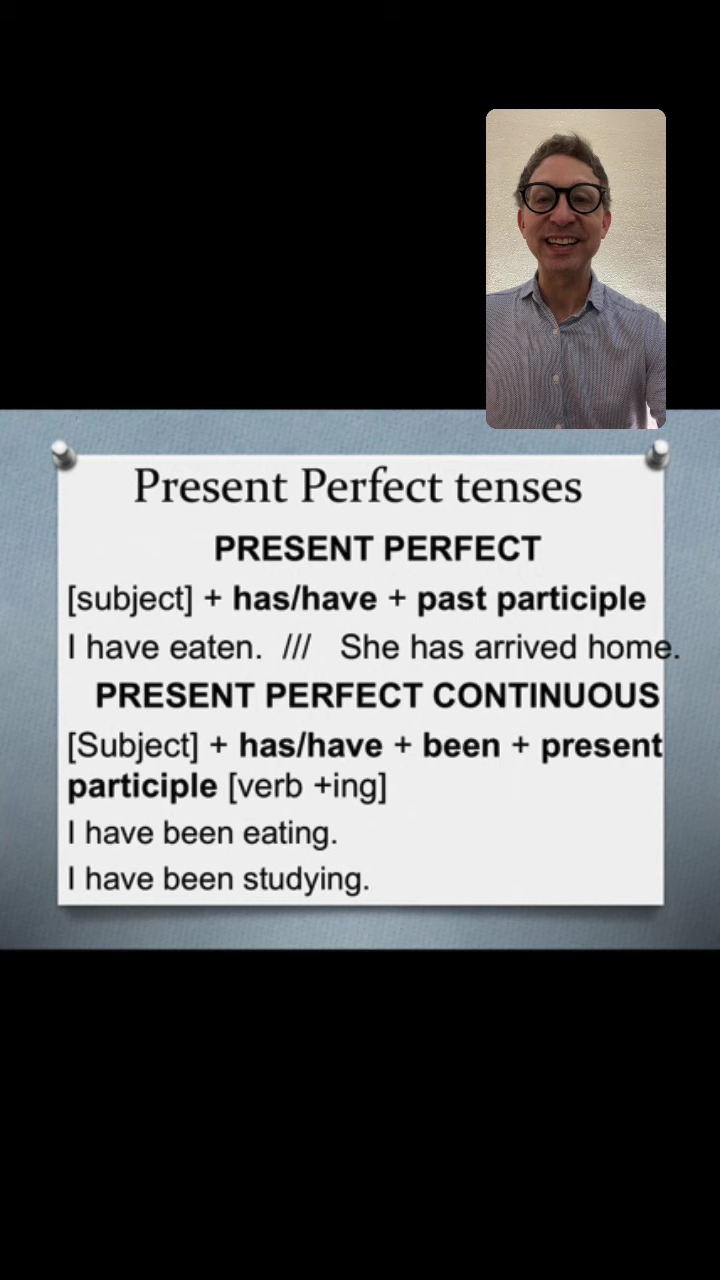 Present Perfect tenses
PRESENT PERFECT
[subject] + has/have + past participle
I have eaten.  ///  She has arrived home.
PRESENT PERFECT CONTINUOUS
[Subject] + has/have + been + present
participle [verb +ing]
I have been eating.
I have been studying.